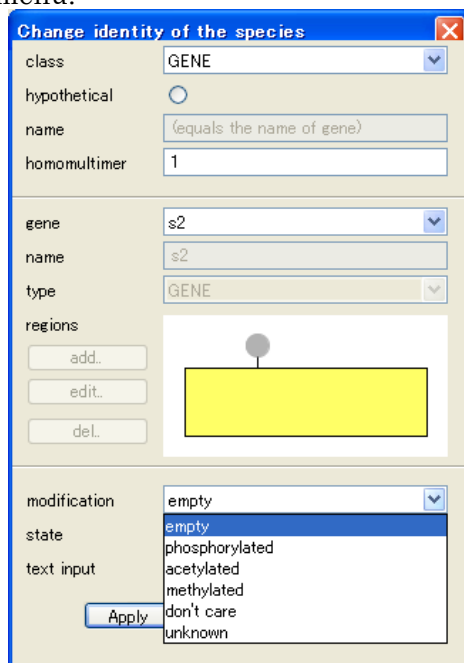 Change identity of the species
class GENE
hypothetical
name (equals the name of gene)
homomultimer 1
gene s2
name s2
type GENE
regions
add..
edit..
del..
modification empty
empty
state
phosphorylated
text input acetylated
methylated
Apply don't care
unknown